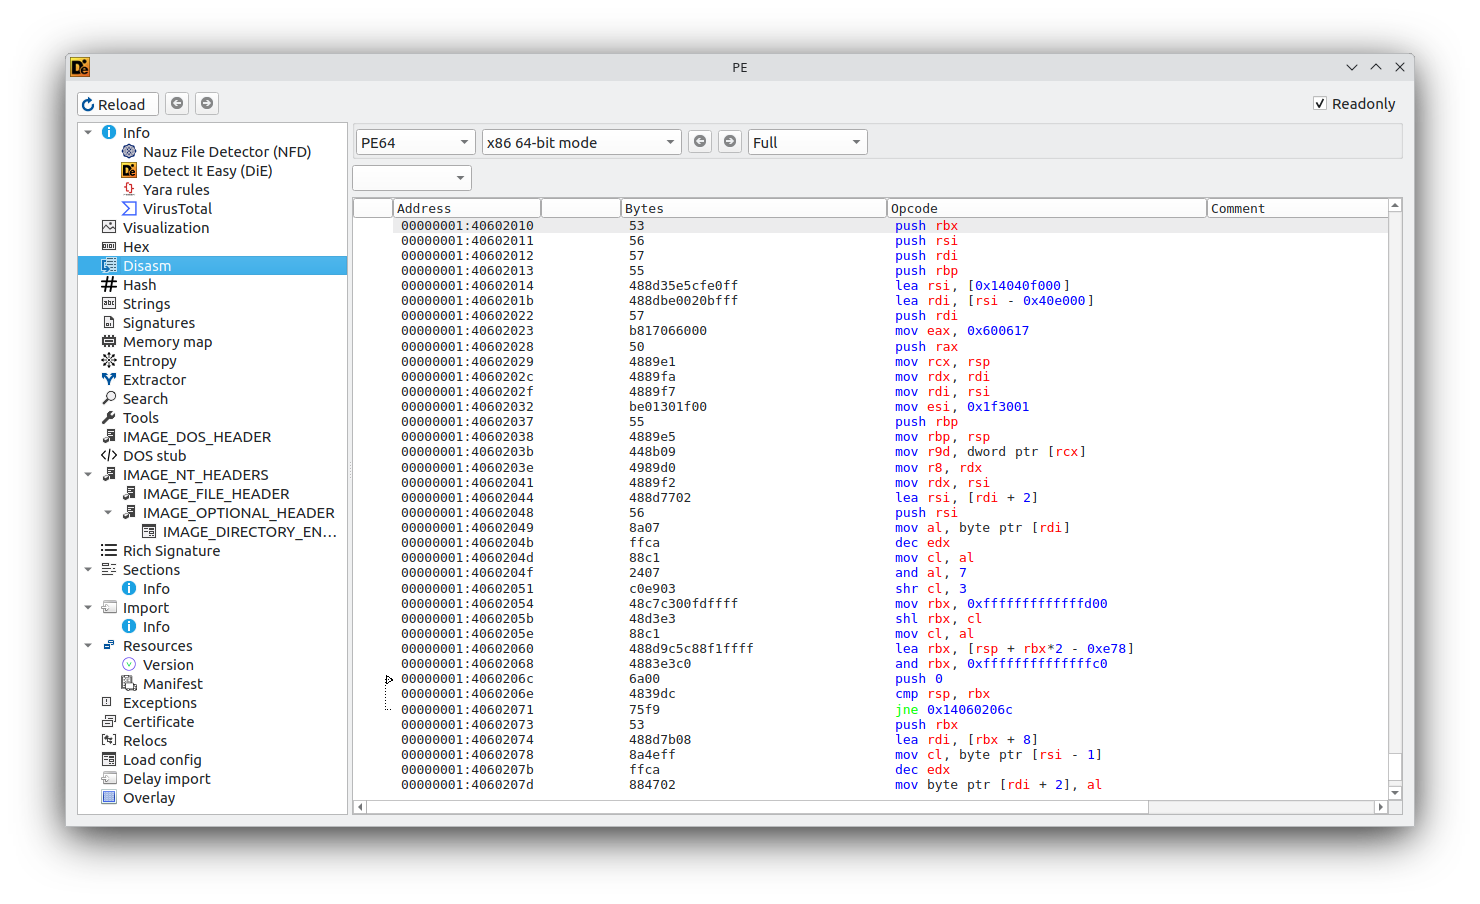 PE
Reload
Readonly
Info
Nauz File Detector (NFD)
Detect It Easy (DiE)
Yara rules
VirusTotal
Visualization
Hex
Disasm
Hash
Strings
Signatures
Memory map
Entropy
Extractor
Search
Tools
IMAGE_DOS_HEADER
DOS stub
IMAGE_NT_HEADERS
IMAGE_FILE_HEADER
IMAGE_OPTIONAL_HEADER
IMAGE_DIRECTORY_EN...
Rich Signature
Sections
Info
Import
Info
Resources
Version
Manifest
Exceptions
Certificate
Relocs
Load config
Delay import
Overlay
PE64 x86 64-bit mode Full
Address Bytes Opcode Comment
00000001:40602010 53 push rbx
00000001:40602011 56 push rsi
00000001:40602012 57 push rdi
00000001:40602013 55 push rbp
00000001:40602014 488d35e5cfe0ff lea rsi, [0x14040f000]
00000001:4060201b 488dbe0020bfff lea rdi, [rsi - 0x40e000]
00000001:40602022 57 push rdi
00000001:40602023 b817066000 mov eax, 0x600617
00000001:40602028 50 push rax
00000001:40602029 4889e1 mov rcx, rsp
00000001:4060202c 4889fa mov rdx, rdi
00000001:4060202f 4889f7 mov rdi, rsi
00000001:40602032 be01301f00 mov esi, 0x1f3001
00000001:40602037 55 push rbp
00000001:40602038 4889e5 mov rbp, rsp
00000001:4060203b 448b09 mov r9d, dword ptr [rcx]
00000001:4060203e 4989d0 mov r8, rdx
00000001:40602041 4889f2 mov rdx, rsi
00000001:40602044 488d7702 lea rsi, [rdi + 2]
00000001:40602048 56 push rsi
00000001:40602049 8a07 mov al, byte ptr [rdi]
00000001:4060204b ffca dec edx
00000001:4060204d 88c1 mov cl, al
00000001:4060204f 2407 and al, 7
00000001:40602051 c0e903 shr cl, 3
00000001:40602054 48c7c300fdffff mov rbx, 0xfffffffffffffd00
00000001:4060205b 48d3e3 shl rbx, cl
00000001:4060205e 88c1 mov cl, al
00000001:40602060 488d9c5c88f1ffff lea rbx, [rsp + rbx*2 - 0xe78]
00000001:40602068 4883e3c0 and rbx, 0xffffffffffffffc0
00000001:4060206c 6a00 push 0
00000001:4060206e 4839dc cmp rsp, rbx
00000001:40602071 75f9 jne 0x14060206c
00000001:40602073 53 push rbx
00000001:40602074 488d7b08 lea rdi, [rbx + 8]
00000001:40602078 8a4eff mov cl, byte ptr [rsi - 1]
00000001:4060207b ffca dec edx
00000001:4060207d 884702 mov byte ptr [rdi + 2], al